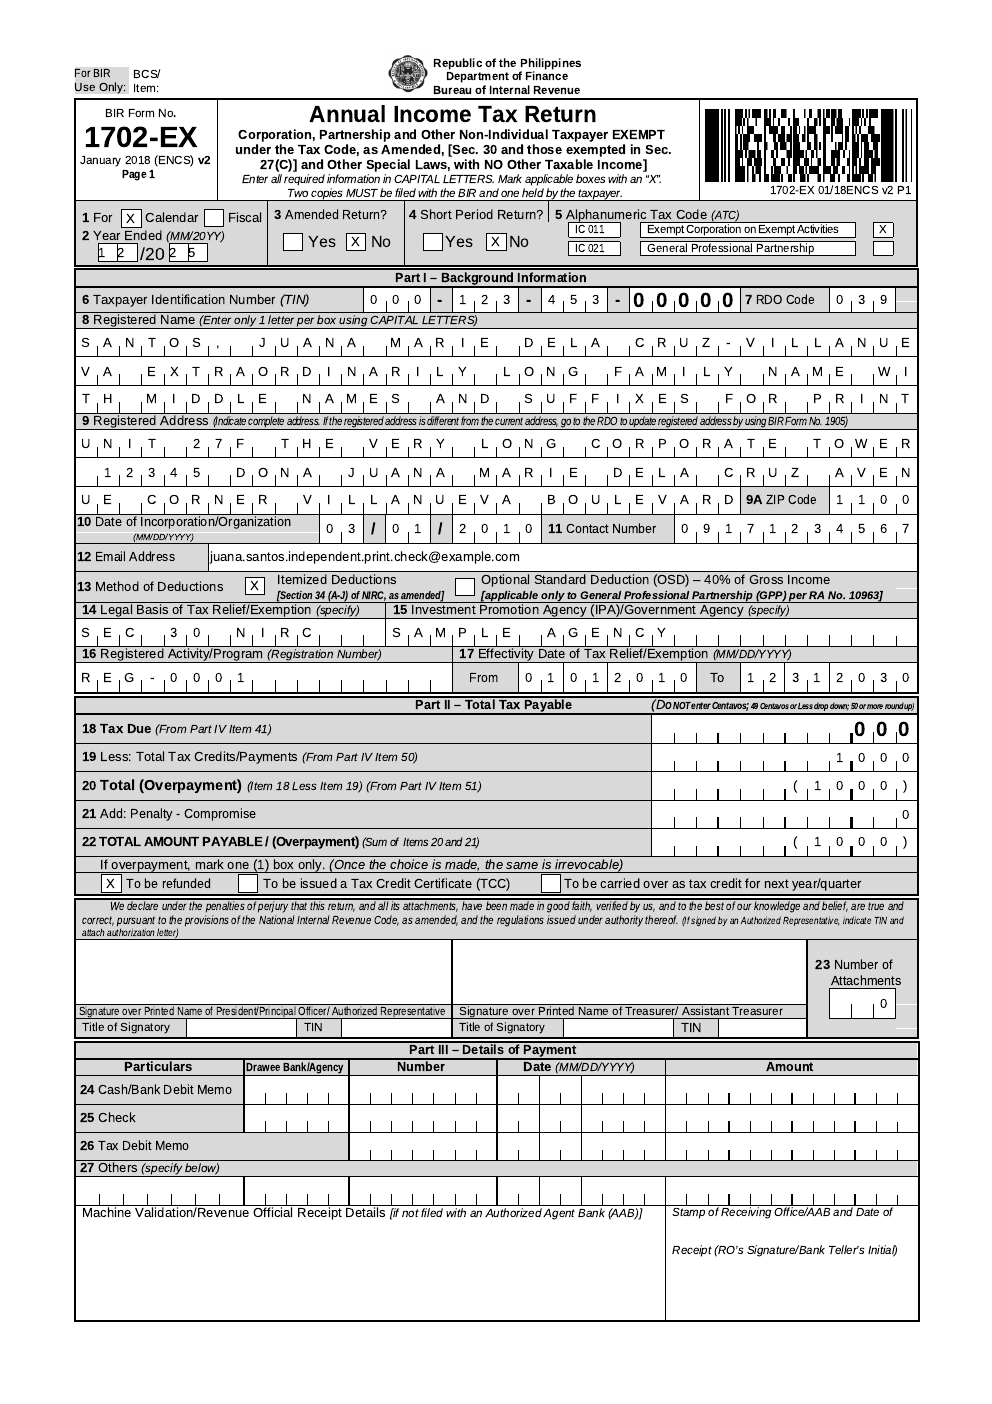 Republic of the Philippines
For BIR BCS/ Department of Finance
Use Only: Item: Bureau of Internal Revenue
BIR Form No.
1702-EX
January 2018 (ENCS) v2
Page 1
Annual Income Tax Return
Corporation, Partnership and Other Non-Individual Taxpayer EXEMPT
under the Tax Code, as Amended, [Sec. 30 and those exempted in Sec.
27(C)] and Other Special Laws, with NO Other Taxable Income]
Enter all required information in CAPITAL LETTERS. Mark applicable boxes with an “X”.
Two copies MUST be filed with the BIR and one held by the taxpayer.
1702-EX 01/18ENCS v2 P1
1 For X Calendar Fiscal
2 Year Ended (MM/20YY)
12 /20 25
3 Amended Return?
Yes X No
4 Short Period Return?
Yes X No
5 Alphanumeric Tax Code (ATC)
IC 011 Exempt Corporation on Exempt Activities X
IC 021 General Professional Partnership
Part I – Background Information
6 Taxpayer Identification Number (TIN) 000 - 123 - 453 - 00000 7 RDO Code 039
8 Registered Name (Enter only 1 letter per box using CAPITAL LETTERS)
SANTOS, JUANA MARIE DELA CRUZ-VILLANUE
VA EXTRAORDINARILY LONG FAMILY NAME WI
TH MIDDLE NAMES AND SUFFIXES FOR PRINT
9 Registered Address (Indicate complete address. If the registered address is different from the current address, go to the RDO to update registered address by using BIR Form No. 1905)
UNIT 27F THE VERY LONG CORPORATE TOWER
12345 DONA JUANA MARIE DELA CRUZ AVEN
UE CORNER VILLANUEVA BOULEVARD 9A ZIP Code 1100
10 Date of Incorporation/Organization (MM/DD/YYYY) 03 / 01 / 2010 11 Contact Number 09171234567
12 Email Address juana.santos.independent.print.check@example.com
13 Method of Deductions X Itemized Deductions Optional Standard Deduction (OSD) – 40% of Gross Income
[Section 34 (A-J) of NIRC, as amended] [applicable only to General Professional Partnership (GPP) per RA No. 10963]
14 Legal Basis of Tax Relief/Exemption (specify) 15 Investment Promotion Agency (IPA)/Government Agency (specify)
SEC 30 NIRC SAMPLE AGENCY
16 Registered Activity/Program (Registration Number) 17 Effectivity Date of Tax Relief/Exemption (MM/DD/YYYY)
REG-0001 From 01012010 To 12312030
Part II – Total Tax Payable (DO NOT enter Centavos; 49 Centavos or Less drop down; 50 or more round up)
18 Tax Due (From Part IV Item 41) 000
19 Less: Total Tax Credits/Payments (From Part IV Item 50) 1000
20 Total (Overpayment) (Item 18 Less Item 19) (From Part IV Item 51) (1000)
21 Add: Penalty - Compromise 0
22 TOTAL AMOUNT PAYABLE / (Overpayment) (Sum of Items 20 and 21) (1000)
If overpayment, mark one (1) box only. (Once the choice is made, the same is irrevocable)
X To be refunded To be issued a Tax Credit Certificate (TCC) To be carried over as tax credit for next year/quarter
We declare under the penalties of perjury that this return, and all its attachments, have been made in good faith, verified by us, and to the best of our knowledge and belief, are true and
correct, pursuant to the provisions of the National Internal Revenue Code, as amended, and the regulations issued under authority thereof. (If signed by an Authorized Representative, indicate TIN and
attach authorization letter)
23 Number of
Attachments
0
Signature over Printed Name of President/Principal Officer/ Authorized Representative Signature over Printed Name of Treasurer/ Assistant Treasurer
Title of Signatory TIN Title of Signatory TIN
Part III – Details of Payment
Particulars Drawee Bank/Agency Number Date (MM/DD/YYYY) Amount
24 Cash/Bank Debit Memo
25 Check
26 Tax Debit Memo
27 Others (specify below)
Machine Validation/Revenue Official Receipt Details [if not filed with an Authorized Agent Bank (AAB)] Stamp of Receiving Office/AAB and Date of
Receipt (RO's Signature/Bank Teller's Initial)